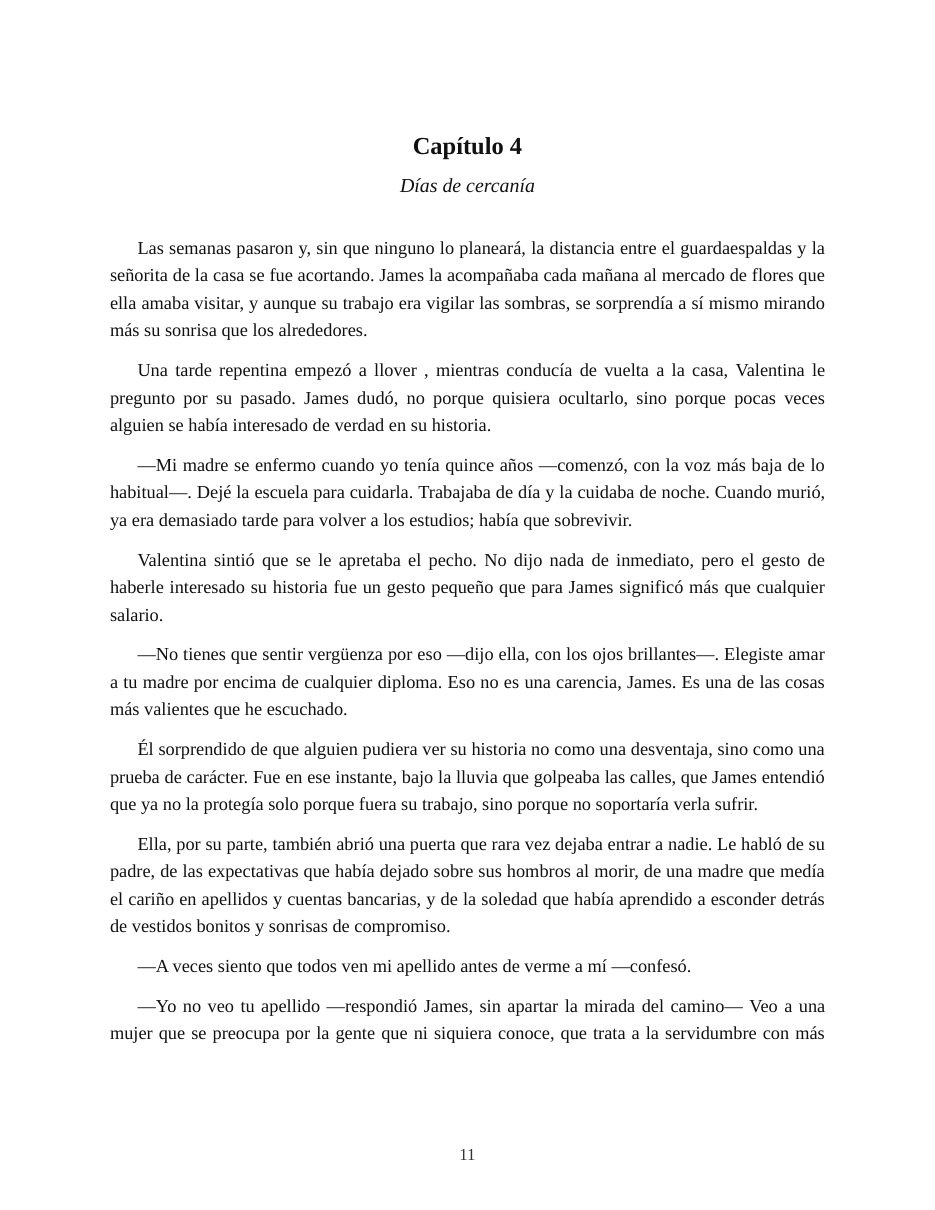 Capítulo 4
Días de cercanía
Las semanas pasaron y, sin que ninguno lo planeará, la distancia entre el guardaespaldas y la
señorita de la casa se fue acortando. James la acompañaba cada mañana al mercado de flores que
ella amaba visitar, y aunque su trabajo era vigilar las sombras, se sorprendía a sí mismo mirando
más su sonrisa que los alrededores.
Una tarde repentina empezó a llover , mientras conducía de vuelta a la casa, Valentina le
pregunto por su pasado. James dudó, no porque quisiera ocultarlo, sino porque pocas veces
alguien se había interesado de verdad en su historia.
—Mi madre se enfermo cuando yo tenía quince años —comenzó, con la voz más baja de lo
habitual—. Dejé la escuela para cuidarla. Trabajaba de día y la cuidaba de noche. Cuando murió,
ya era demasiado tarde para volver a los estudios; había que sobrevivir.
Valentina sintió que se le apretaba el pecho. No dijo nada de inmediato, pero el gesto de
haberle interesado su historia fue un gesto pequeño que para James significó más que cualquier
salario.
—No tienes que sentir vergüenza por eso —dijo ella, con los ojos brillantes—. Elegiste amar
a tu madre por encima de cualquier diploma. Eso no es una carencia, James. Es una de las cosas
más valientes que he escuchado.
Él sorprendido de que alguien pudiera ver su historia no como una desventaja, sino como una
prueba de carácter. Fue en ese instante, bajo la lluvia que golpeaba las calles, que James entendió
que ya no la protegía solo porque fuera su trabajo, sino porque no soportaría verla sufrir.
Ella, por su parte, también abrió una puerta que rara vez dejaba entrar a nadie. Le habló de su
padre, de las expectativas que había dejado sobre sus hombros al morir, de una madre que medía
el cariño en apellidos y cuentas bancarias, y de la soledad que había aprendido a esconder detrás
de vestidos bonitos y sonrisas de compromiso.
—A veces siento que todos ven mi apellido antes de verme a mí —confesó.
—Yo no veo tu apellido —respondió James, sin apartar la mirada del camino— Veo a una
mujer que se preocupa por la gente que ni siquiera conoce, que trata a la servidumbre con más
11